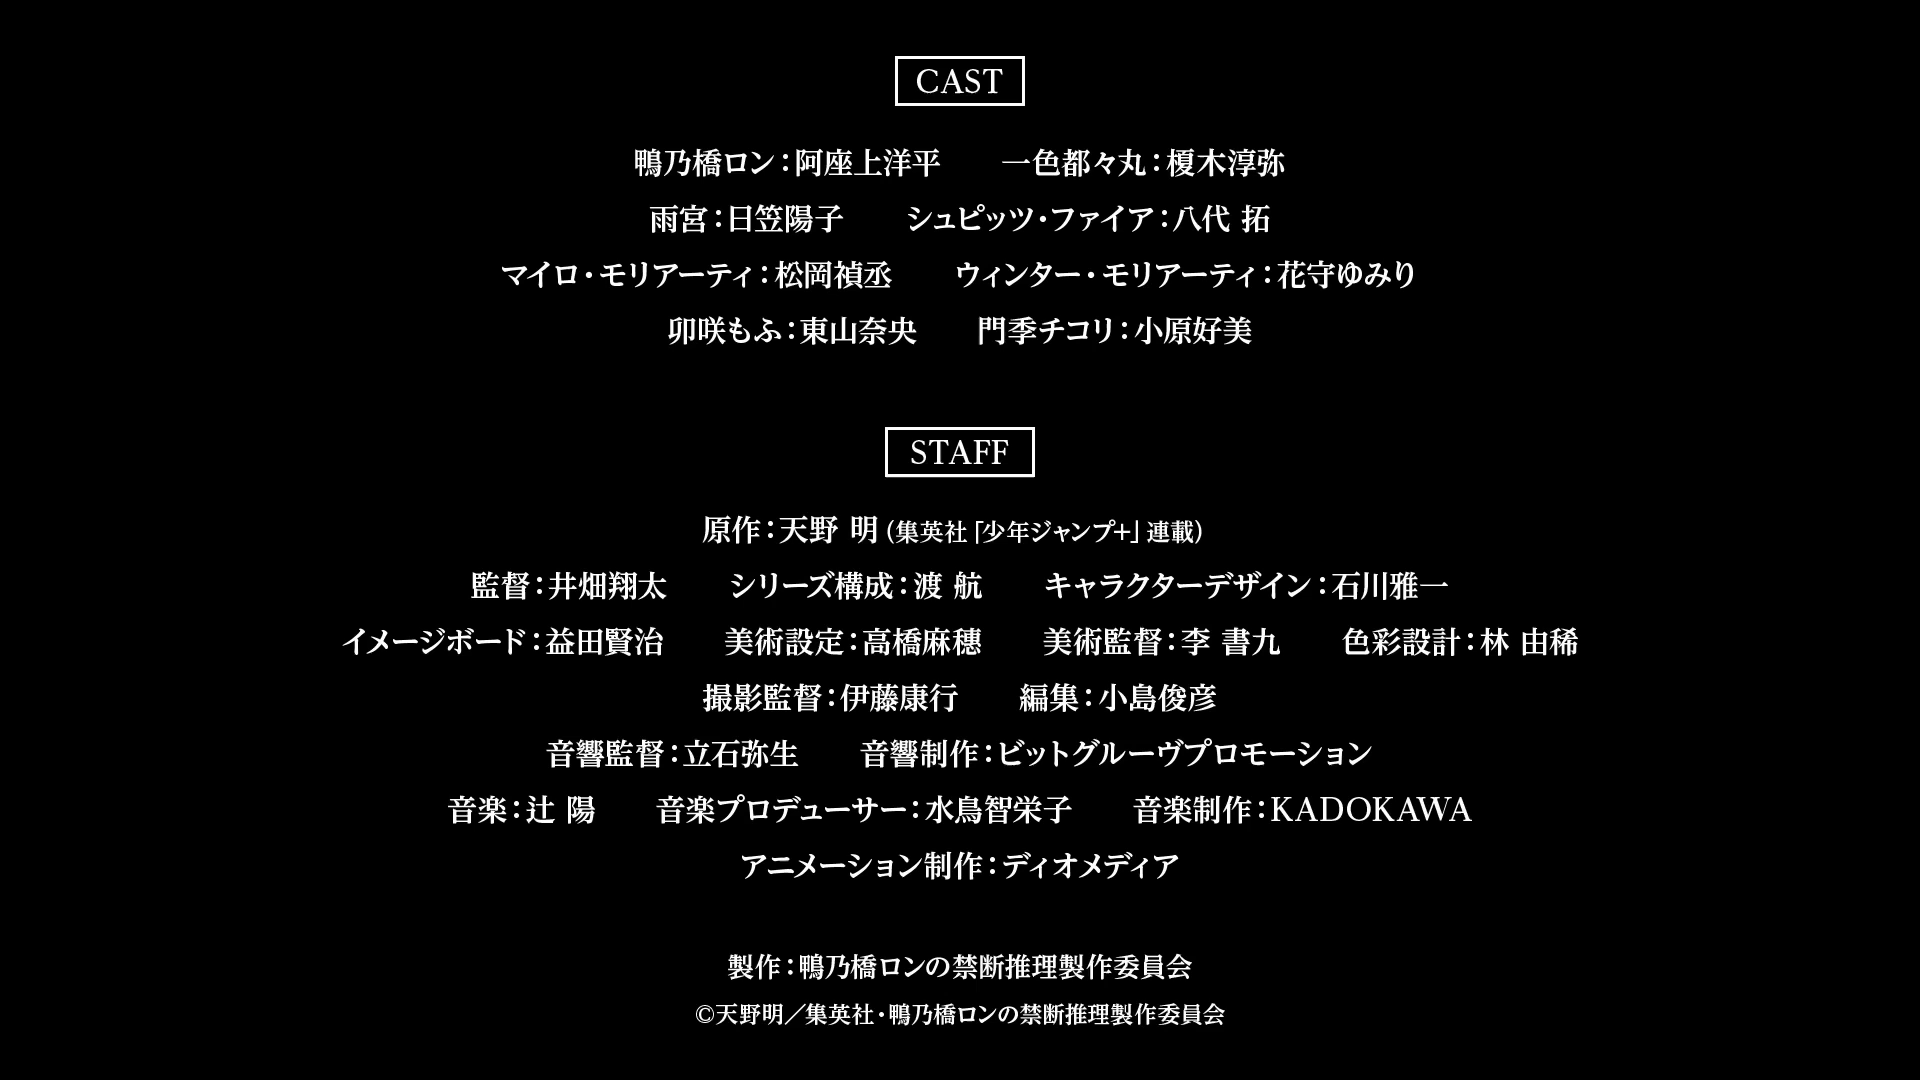 CAST
鴨乃橋ロン：阿座上洋平　　一色都々丸：榎木淳弥
雨宮：日笠陽子　　シュピッツ・ファイア：八代 拓
マイロ・モリアーティ：松岡禎丞　　ウィンター・モリアーティ：花守ゆみり
卯咲もふ：東山奈央　　門季チコリ：小原好美
STAFF
原作：天野 明（集英社「少年ジャンプ＋」連載）
監督：井畑翔太　　シリーズ構成：渡 航　　キャラクターデザイン：石川雅一
イメージボード：益田賢治　　美術設定：高橋麻穂　　美術監督：李 書九　　色彩設計：林 由稀
撮影監督：伊藤康行　　編集：小島俊彦
音響監督：立石弥生　　音響制作：ビットグルーヴプロモーション
音楽：辻 陽　　音楽プロデューサー：水鳥智栄子　　音楽制作：KADOKAWA
アニメーション制作：ディオメディア
製作：鴨乃橋ロンの禁断推理製作委員会
©天野明／集英社・鴨乃橋ロンの禁断推理製作委員会